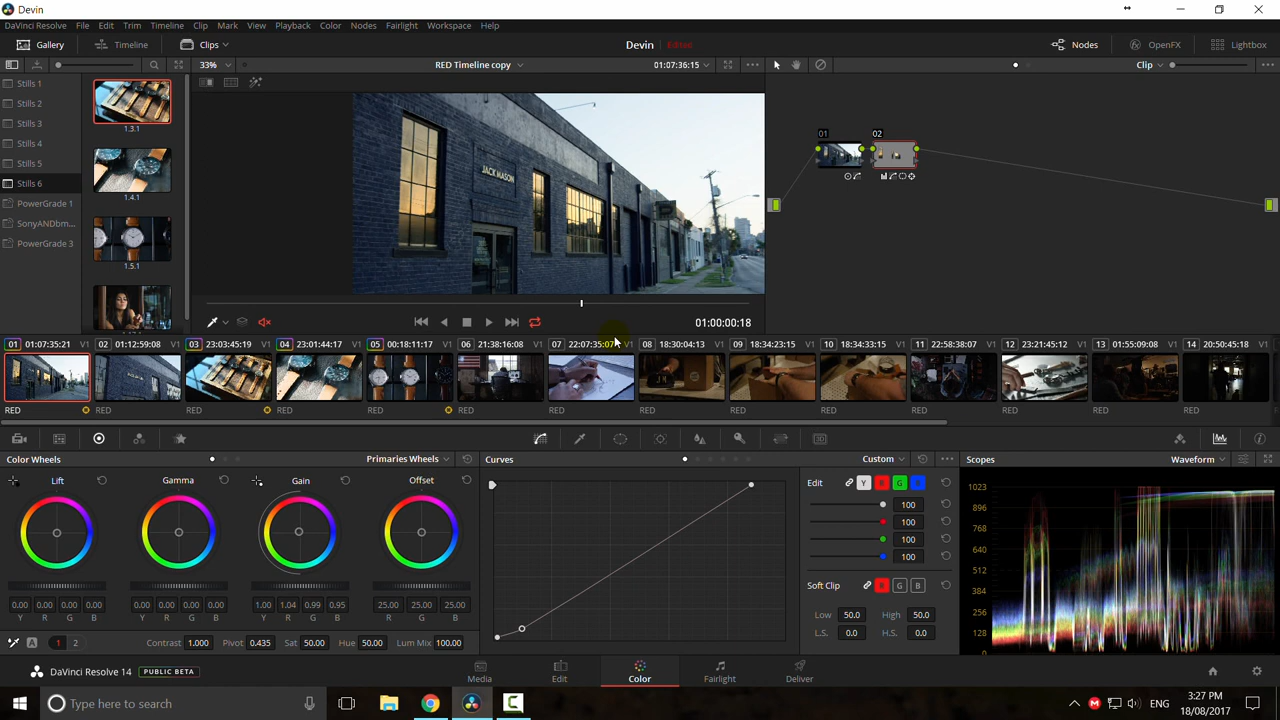 Devin
DaVinci Resolve File Edit Trim Timeline Clip Mark View Playback Color Nodes Fairlight Workspace Help
Gallery Timeline Clips Devin Edited Nodes OpenFX Lightbox
33% RED Timeline copy 01:07:36:15 Clip
Stills 1
Stills 2
Stills 3
Stills 4
Stills 5
Stills 6
PowerGrade 1
SonyANDbm...
PowerGrade 3
1.3.1
1.4.1
1.5.1
JACK MASON
01 02
01:00:00:18
01 01:07:35:21 V1 02 01:12:59:08 V1 03 23:03:45:19 V1 04 23:01:44:17 V1 05 00:18:11:17 V1 06 21:38:16:08 V1 07 22:07:35:07 V1 08 18:30:04:13 V1 09 18:34:23:15 V1 10 18:34:33:15 V1 11 22:58:38:07 V1 12 23:21:45:12 V1 13 01:55:09:08 V1 14 20:50:45:18 V1
RED RED RED RED RED RED RED RED RED RED RED RED RED RED
3D
Color Wheels Primaries Wheels Curves Custom Scopes Waveform
Lift Gamma Gain Offset
0.00 0.00 0.00 0.00 0.00 0.00 0.00 0.00 1.00 1.04 0.99 0.95 25.00 25.00 25.00
Y R G B Y R G B Y R G B R G B
A 1 2 Contrast 1.000 Pivot 0.435 Sat 50.00 Hue 50.00 Lum Mix 100.00
Edit Y R G B
100
100
100
100
Soft Clip R G B
Low 50.0 High 50.0
L.S. 0.0 H.S. 0.0
1023
896
768
640
512
384
256
128
0
DaVinci Resolve 14 PUBLIC BETA Media Edit Color Fairlight Deliver
Type here to search ENG 3:27 PM
18/08/2017